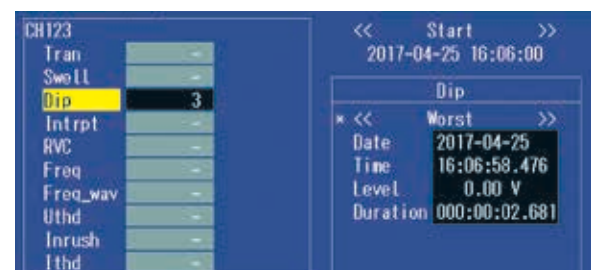 CH123
Tran -
Swell -
Dip 3
Intrpt -
RVC -
Freq -
Freq_wav -
Uthd -
Inrush -
Ithd -
<< Start >>
2017-04-25 16:06:00
Dip
× << Worst >>
Date 2017-04-25
Time 16:06:58.476
Level 0.00 V
Duration 000:00:02.681